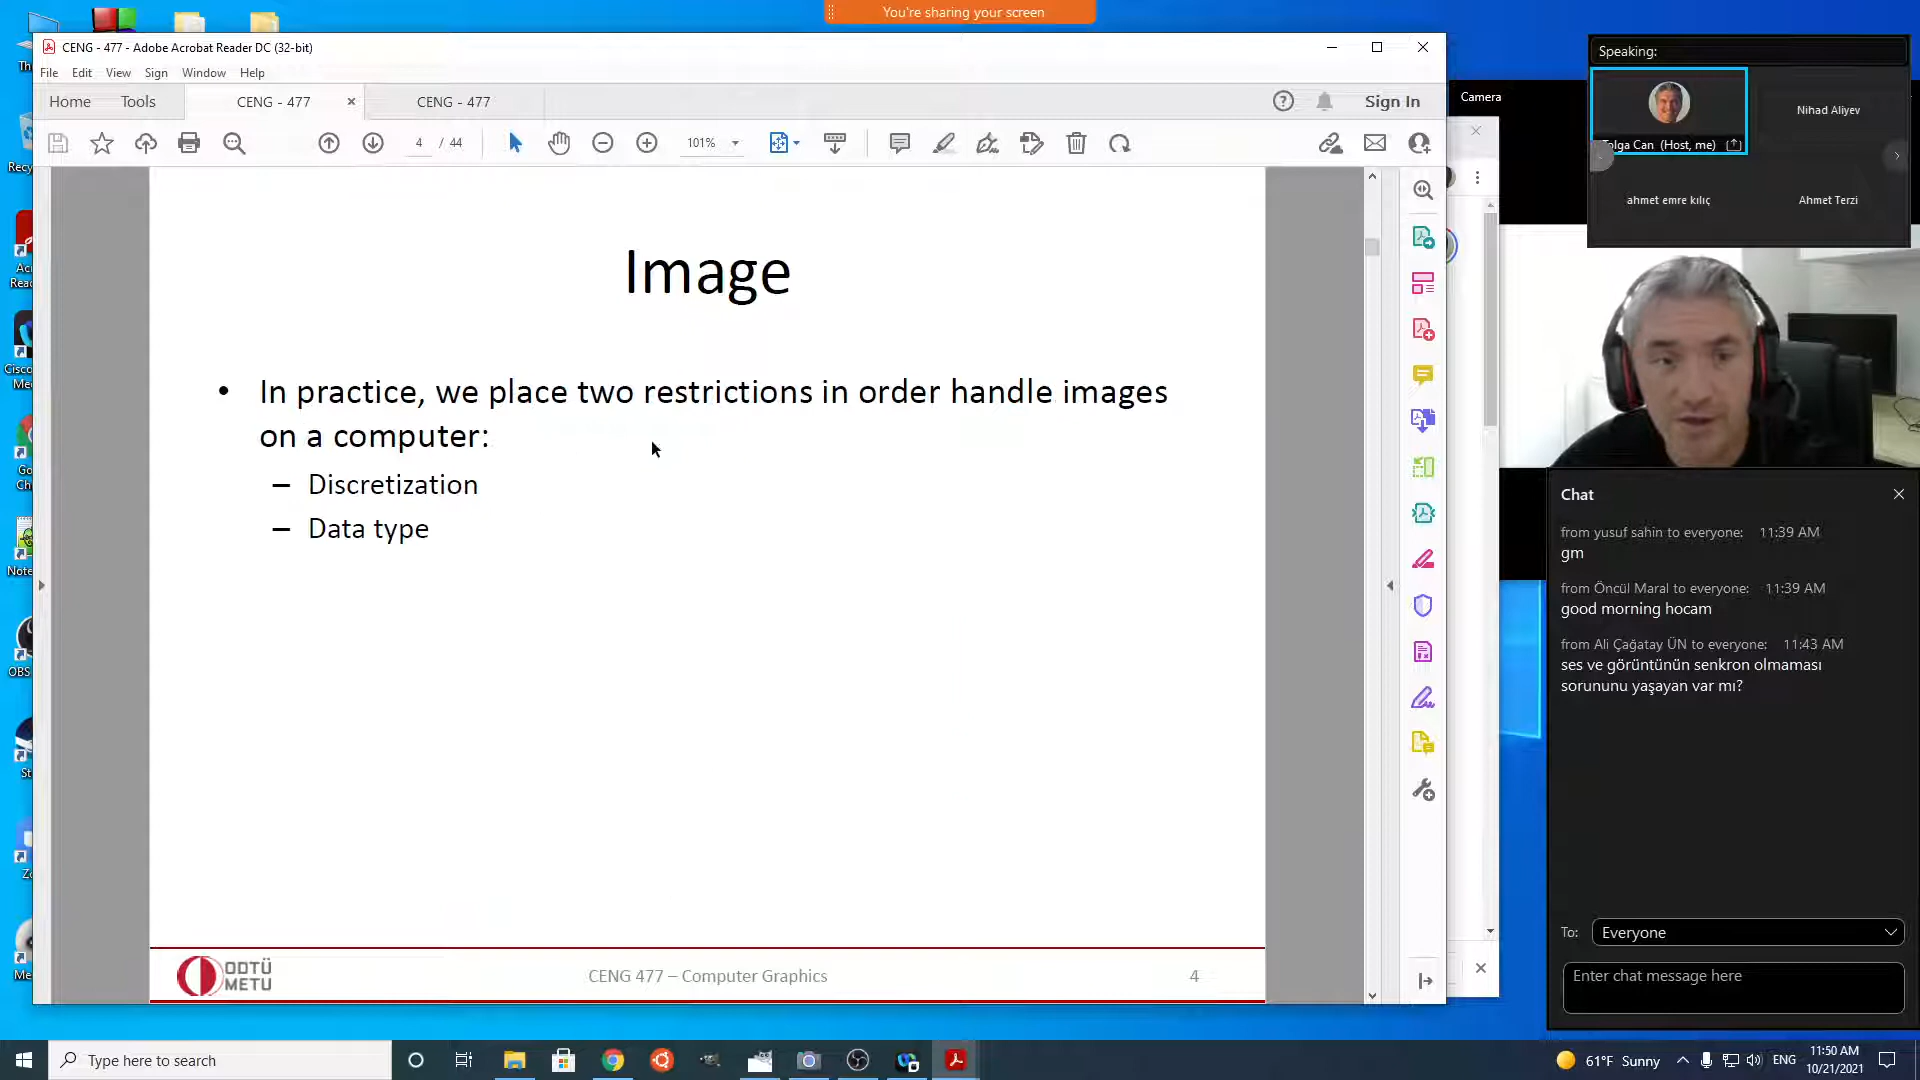 You're sharing your screen
CENG - 477 - Adobe Acrobat Reader DC (32-bit)
File Edit View Sign Window Help
Home Tools CENG - 477 CENG - 477 Sign In
4 / 44 101%
Image
• In practice, we place two restrictions in order handle images
on a computer:
– Discretization
– Data type
ODTÜ
METU
CENG 477 – Computer Graphics
4
Camera
Speaking:
Tolga Can (Host, me)
Nihad Aliyev
ahmet emre kılıç
Ahmet Terzi
Chat
from yusuf sahin to everyone: 11:39 AM
gm
from Öncül Maral to everyone: 11:39 AM
good morning hocam
from Ali Çağatay ÜN to everyone: 11:43 AM
ses ve görüntünün senkron olmaması
sorununu yaşayan var mı?
To: Everyone
Enter chat message here
Type here to search
61°F Sunny
ENG
11:50 AM
10/21/2021